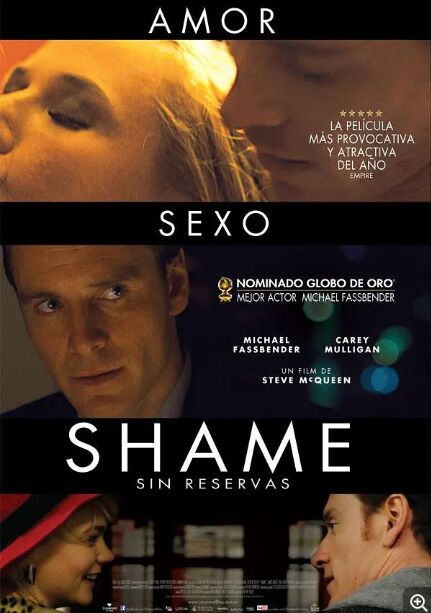 AMOR
★★★★★
LA PELÍCULA
MÁS PROVOCATIVA
Y ATRACTIVA
DEL AÑO
EMPIRE
SEXO
NOMINADO GLOBO DE ORO®
MEJOR ACTOR MICHAEL FASSBENDER
MICHAEL FASSBENDER
CAREY MULLIGAN
UN FILM DE
STEVE McQUEEN
SHAME
SIN RESERVAS